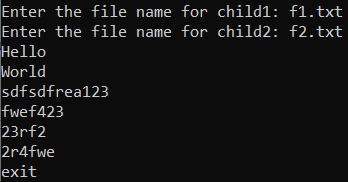 Enter the file name for child1: f1.txt
Enter the file name for child2: f2.txt
Hello
World
sdfsdfrea123
fwef423
23rf2
2r4fwe
exit